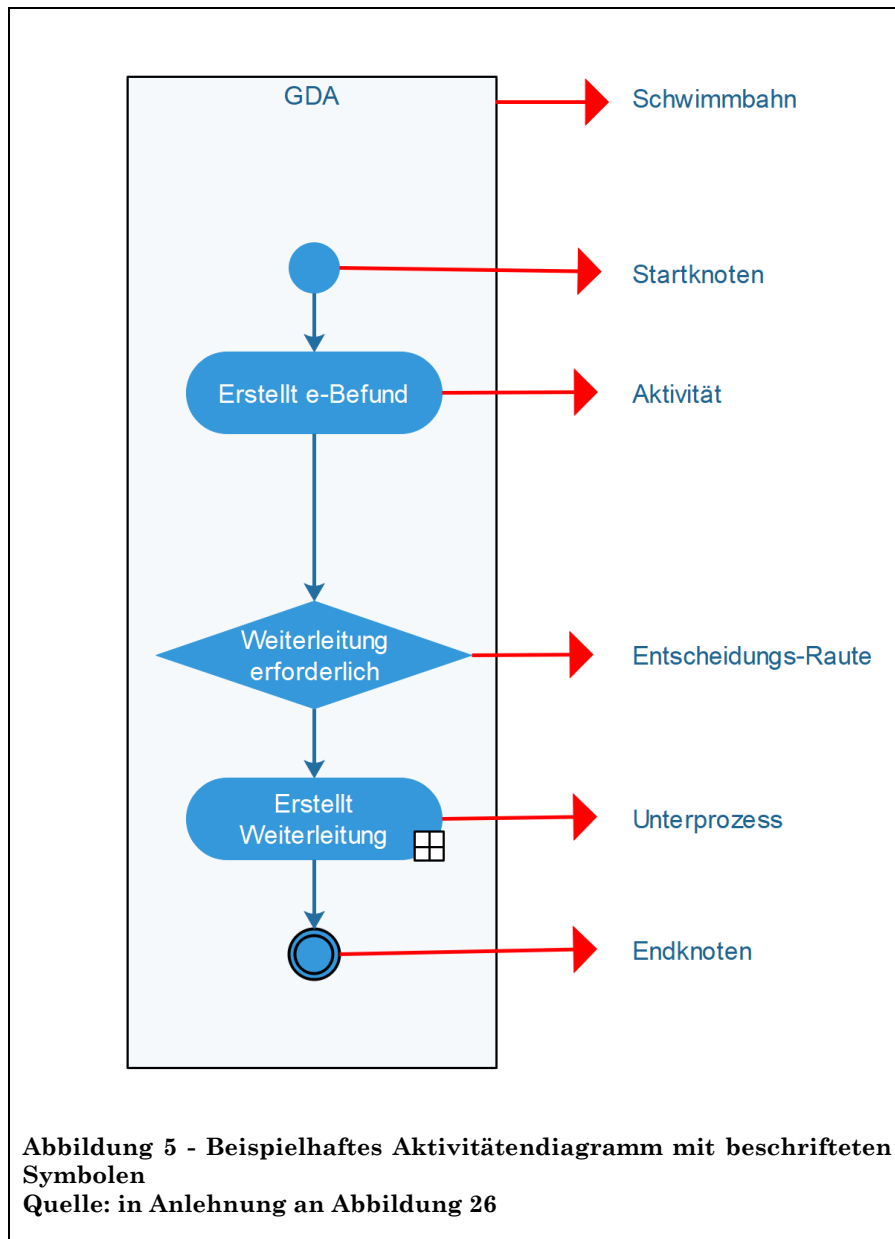 GDA
Schwimmbahn
Startknoten
Erstellt e-Befund
Aktivität
Weiterleitung
erforderlich
Entscheidungs-Raute
Erstellt
Weiterleitung
Unterprozess
Endknoten
Abbildung 5 - Beispielhaftes Aktivitätendiagramm mit beschrifteten
Symbolen
Quelle: in Anlehnung an Abbildung 26